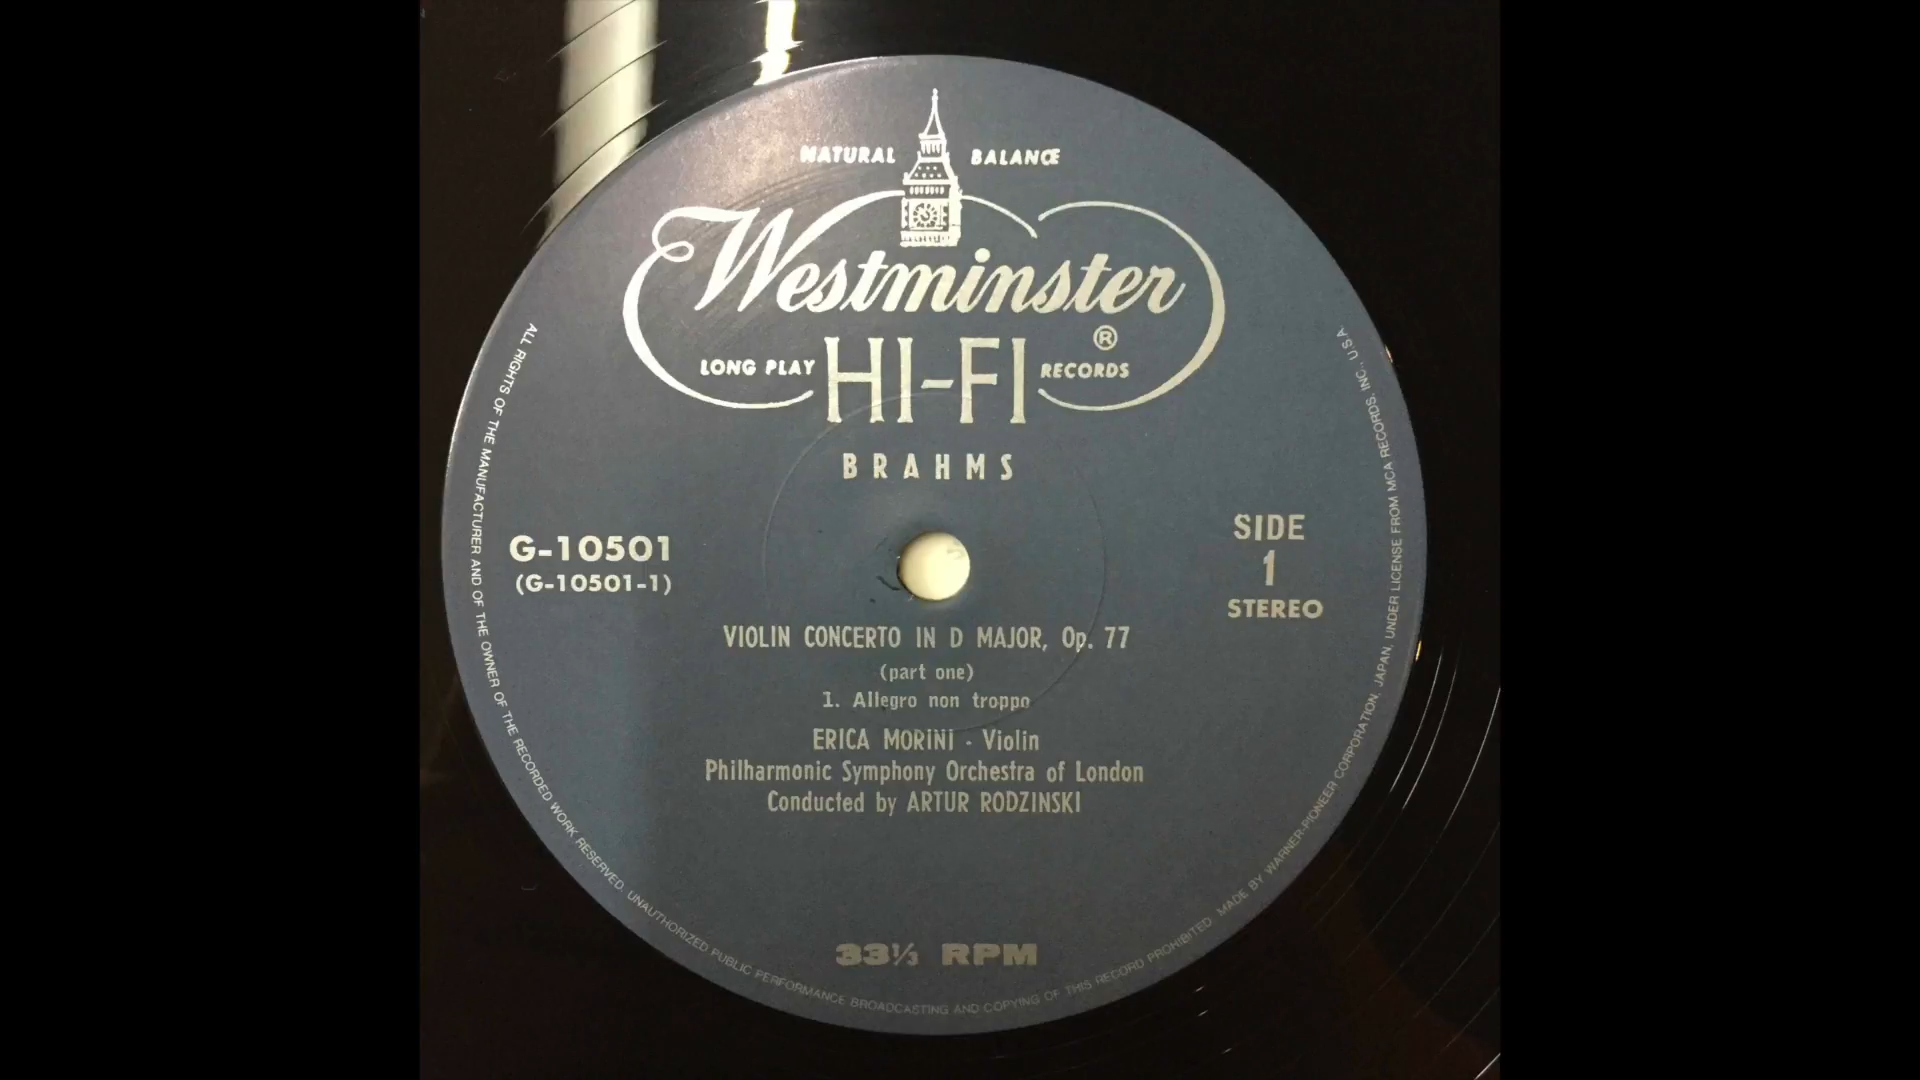 NATURAL BALANCE
Westminster
®
LONG PLAY HI-FI RECORDS
BRAHMS
G-10501
(G-10501-1)
SIDE
1
STEREO
VIOLIN CONCERTO IN D MAJOR, Op. 77
(part one)
1. Allegro non troppo
ERICA MORINI - Violin
Philharmonic Symphony Orchestra of London
Conducted by ARTUR RODZINSKI
33⅓ RPM
ALL RIGHTS OF THE MANUFACTURER AND OF THE OWNER OF THE RECORDED WORK RESERVED. UNAUTHORIZED PUBLIC PERFORMANCE BROADCASTING AND COPYING OF THIS RECORD PROHIBITED. MADE BY WARNER-PIONEER CORPORATION, JAPAN, UNDER LICENSE FROM MCA RECORDS, INC., U.S.A.